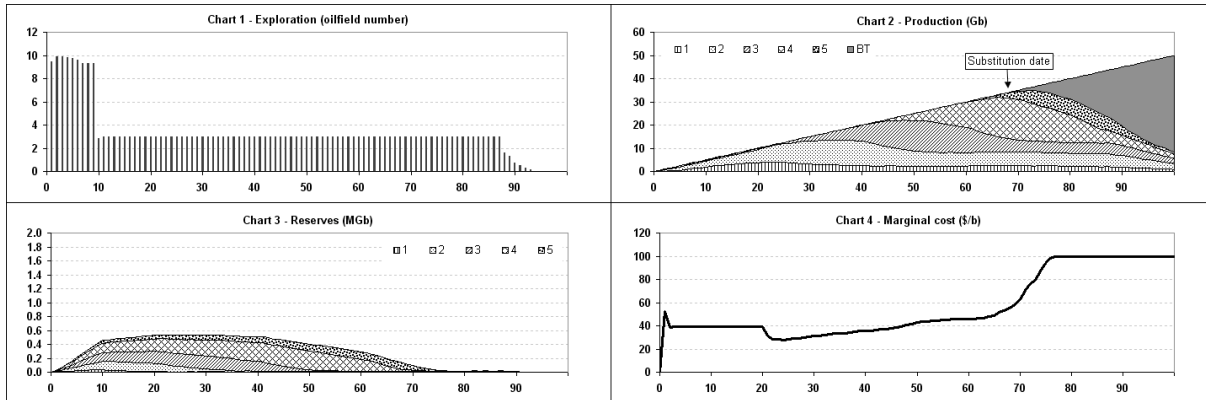 Chart 1 - Exploration (oilfield number)
12
10
8
6
4
2
0
0 10 20 30 40 50 60 70 80 90
Chart 2 - Production (Gb)
60
50
40
30
20
10
0
1 2 3 4 5 BT
Substitution date
0 10 20 30 40 50 60 70 80 90
Chart 3 - Reserves (MGb)
2.0
1.8
1.6
1.4
1.2
1.0
0.8
0.6
0.4
0.2
0.0
1 2 3 4 5
0 10 20 30 40 50 60 70 80 90
Chart 4 - Marginal cost ($/b)
120
100
80
60
40
20
0
0 10 20 30 40 50 60 70 80 90